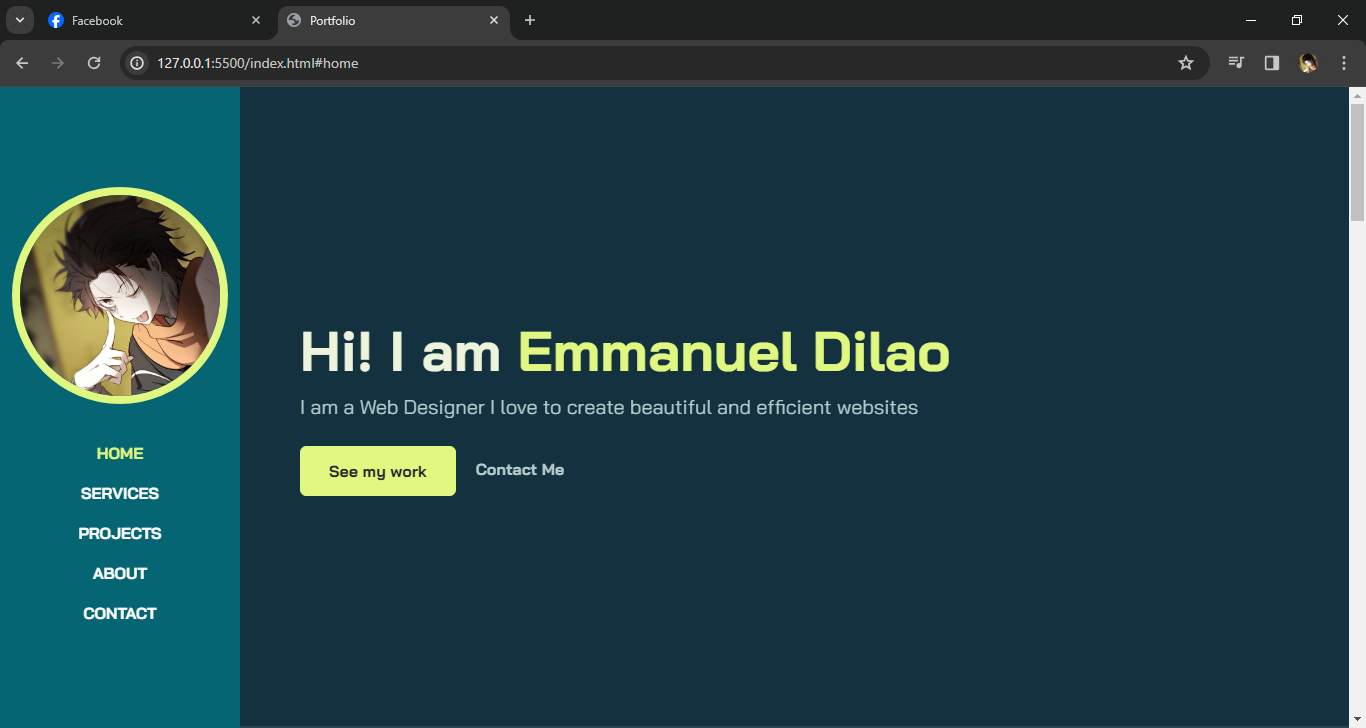 Facebook
Portfolio
127.0.0.1:5500/index.html#home
Hi! I am Emmanuel Dilao
I am a Web Designer I love to create beautiful and efficient websites
See my work
Contact Me
HOME
SERVICES
PROJECTS
ABOUT
CONTACT